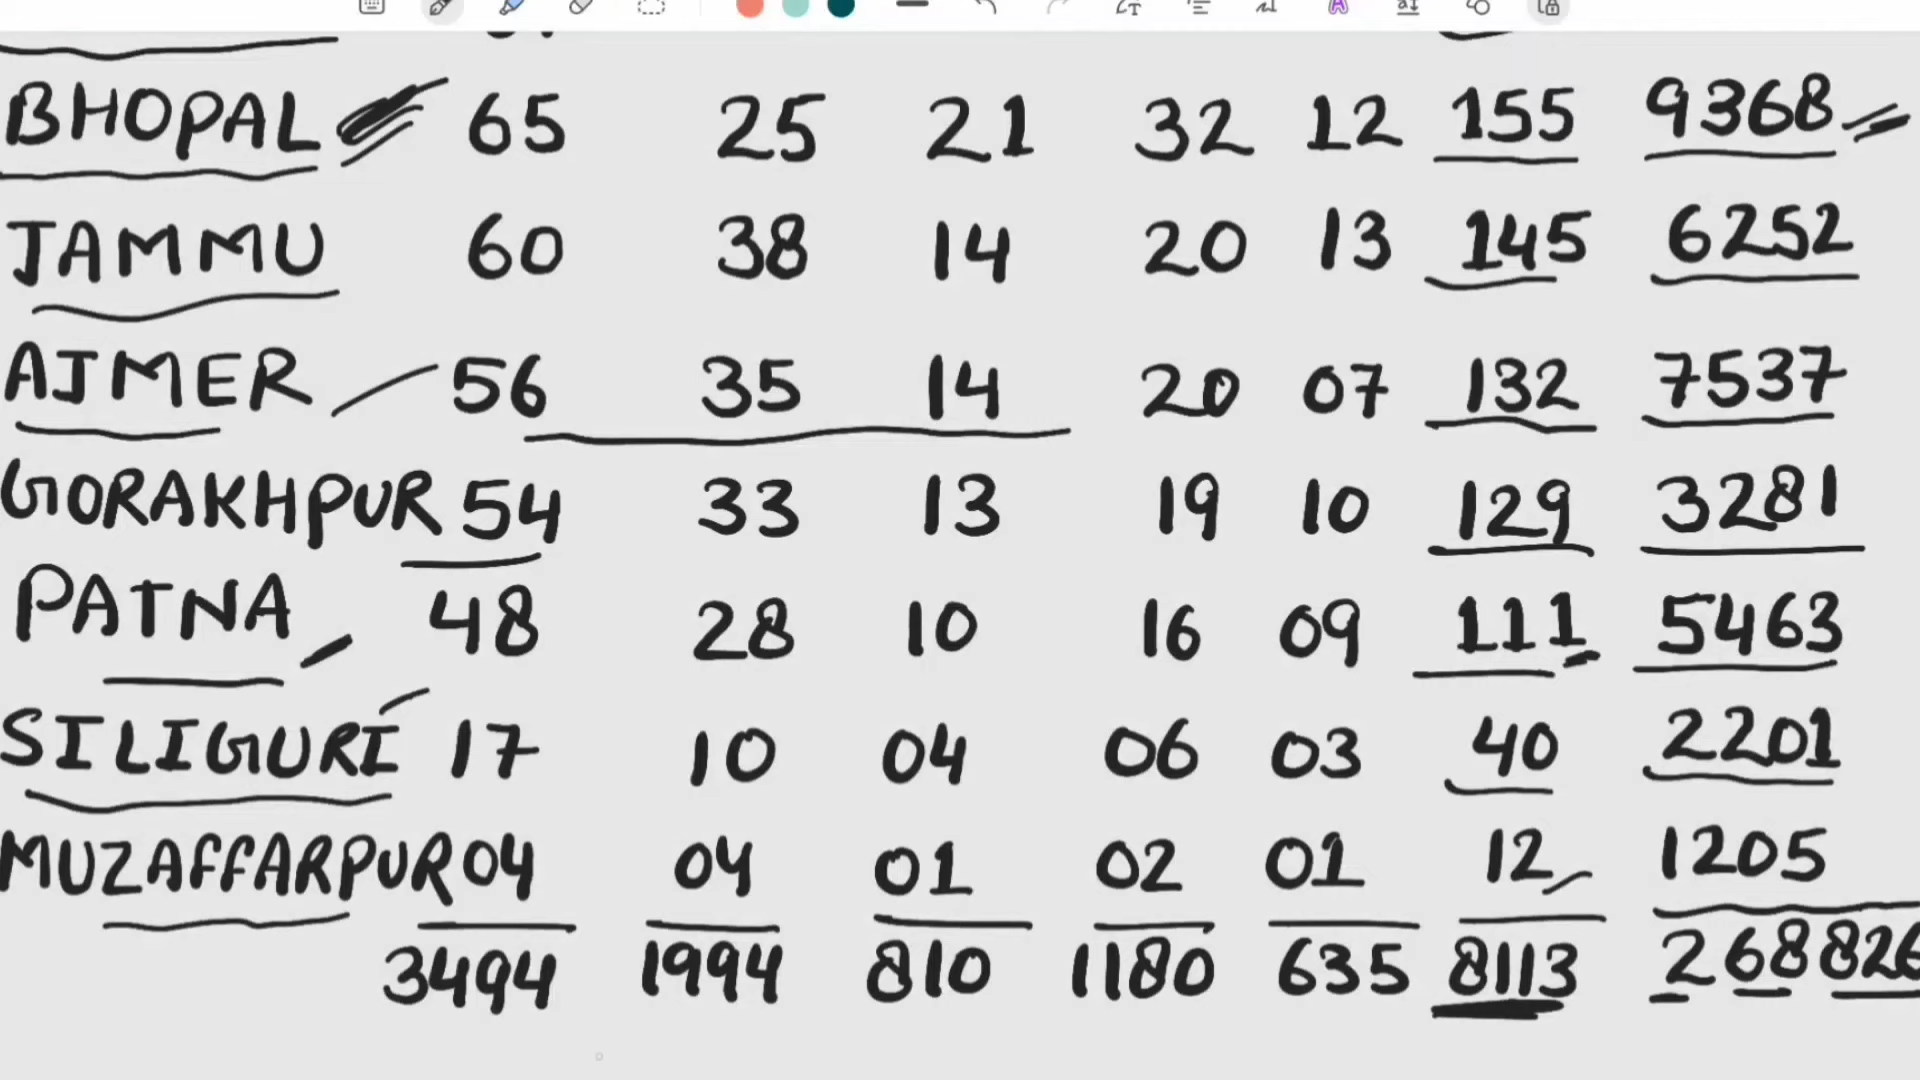 BHOPAL 65 25 21 32 12 155 9368
JAMMU 60 38 14 20 13 145 6252
AJMER 56 35 14 20 07 132 7537
GORAKHPUR 54 33 13 19 10 129 3281
PATNA 48 28 10 16 09 111 5463
SILIGURI 17 10 04 06 03 40 2201
MUZAFFARPUR 04 04 01 02 01 12 1205
3494 1994 810 1180 635 8113 268826